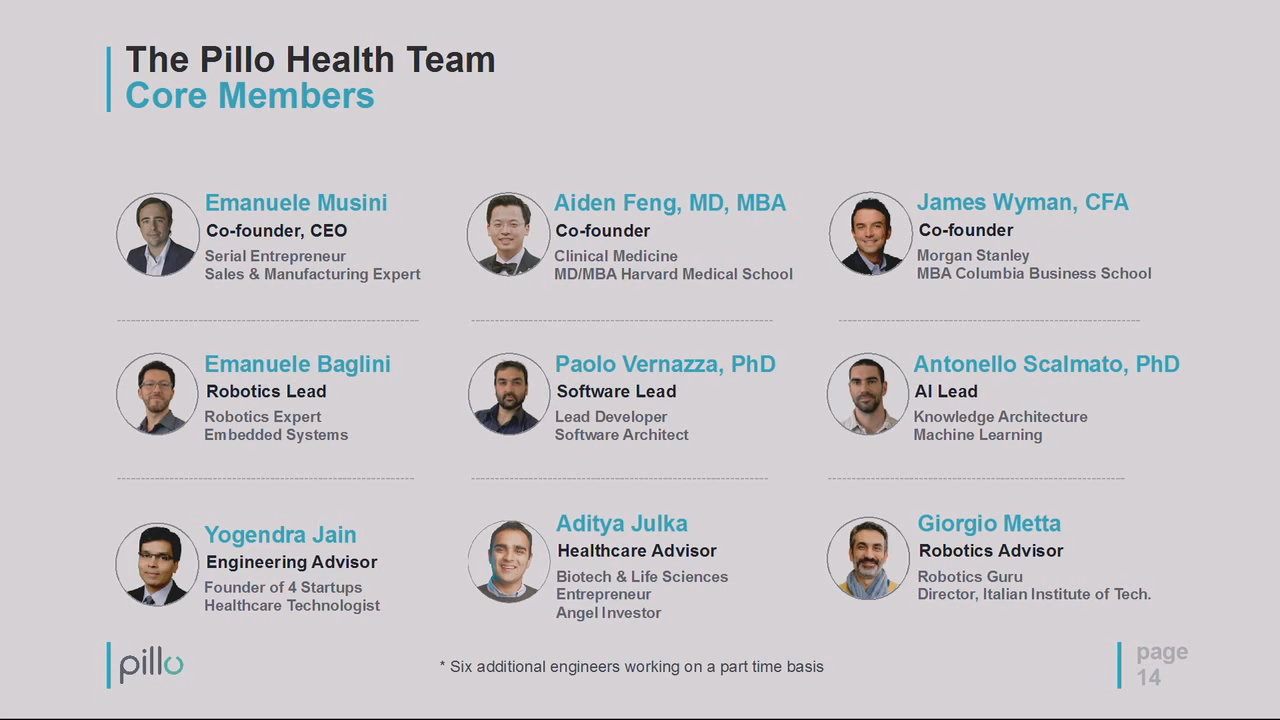 The Pillo Health Team
Core Members
Emanuele Musini
Co-founder, CEO
Serial Entrepreneur
Sales & Manufacturing Expert
Aiden Feng, MD, MBA
Co-founder
Clinical Medicine
MD/MBA Harvard Medical School
James Wyman, CFA
Co-founder
Morgan Stanley
MBA Columbia Business School
Emanuele Baglini
Robotics Lead
Robotics Expert
Embedded Systems
Paolo Vernazza, PhD
Software Lead
Lead Developer
Software Architect
Antonello Scalmato, PhD
AI Lead
Knowledge Architecture
Machine Learning
Yogendra Jain
Engineering Advisor
Founder of 4 Startups
Healthcare Technologist
Aditya Julka
Healthcare Advisor
Biotech & Life Sciences
Entrepreneur
Angel Investor
Giorgio Metta
Robotics Advisor
Robotics Guru
Director, Italian Institute of Tech.
pillo
* Six additional engineers working on a part time basis
page
14